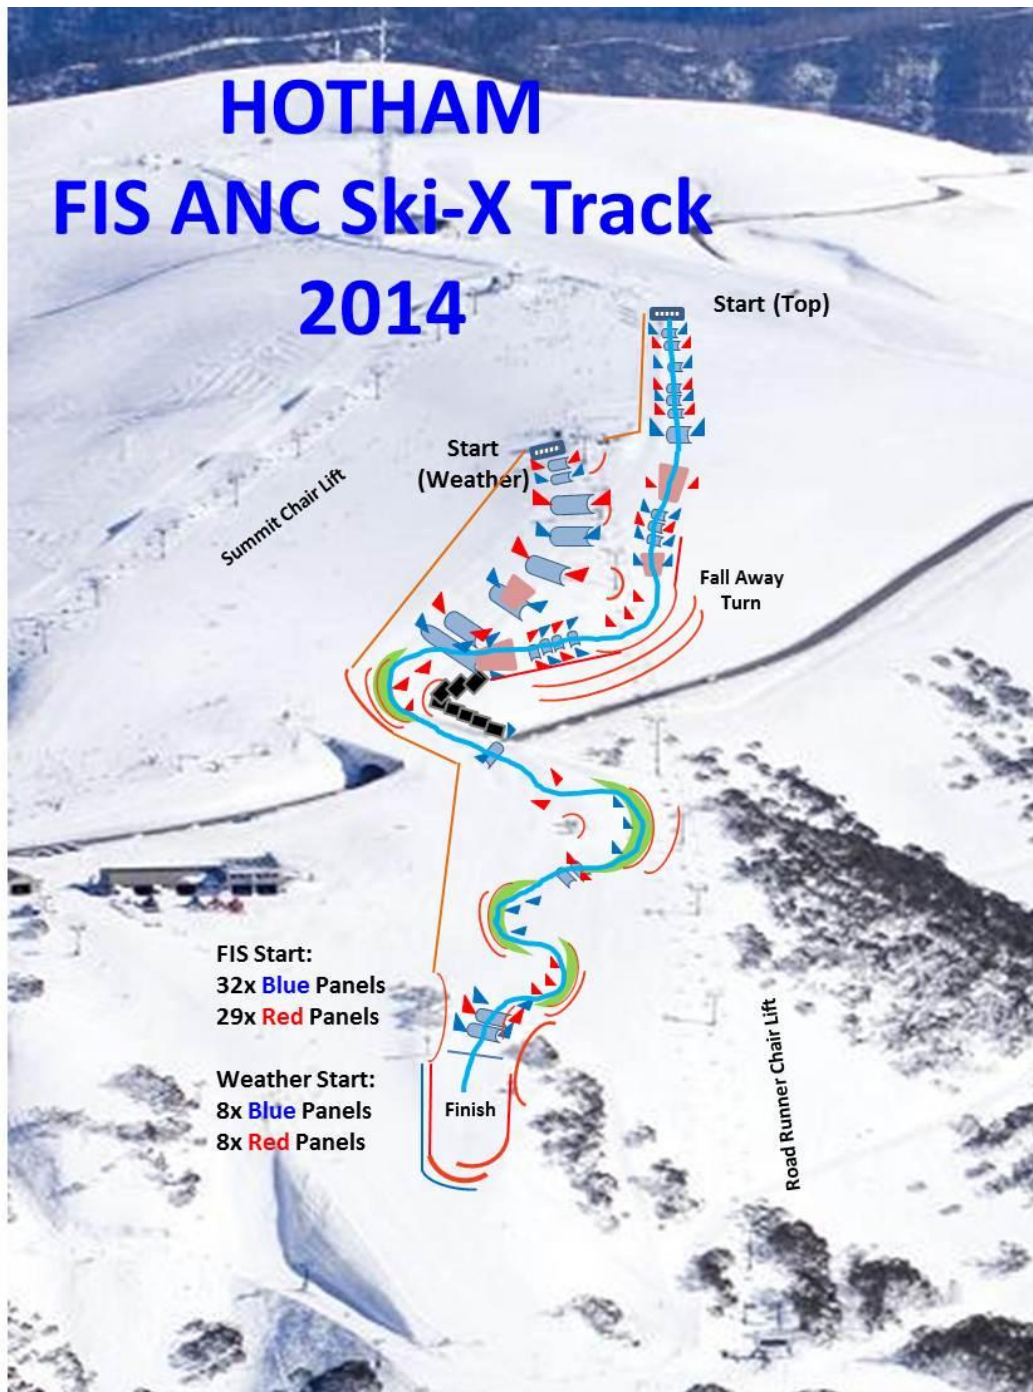 HOTHAM
FIS ANC Ski-X Track
2014
Start (Top)
Start
(Weather)
Summit Chair Lift
Fall Away
Turn
FIS Start:
32x Blue Panels
29x Red Panels
Weather Start:
8x Blue Panels
8x Red Panels
Finish
Road Runner Chair Lift